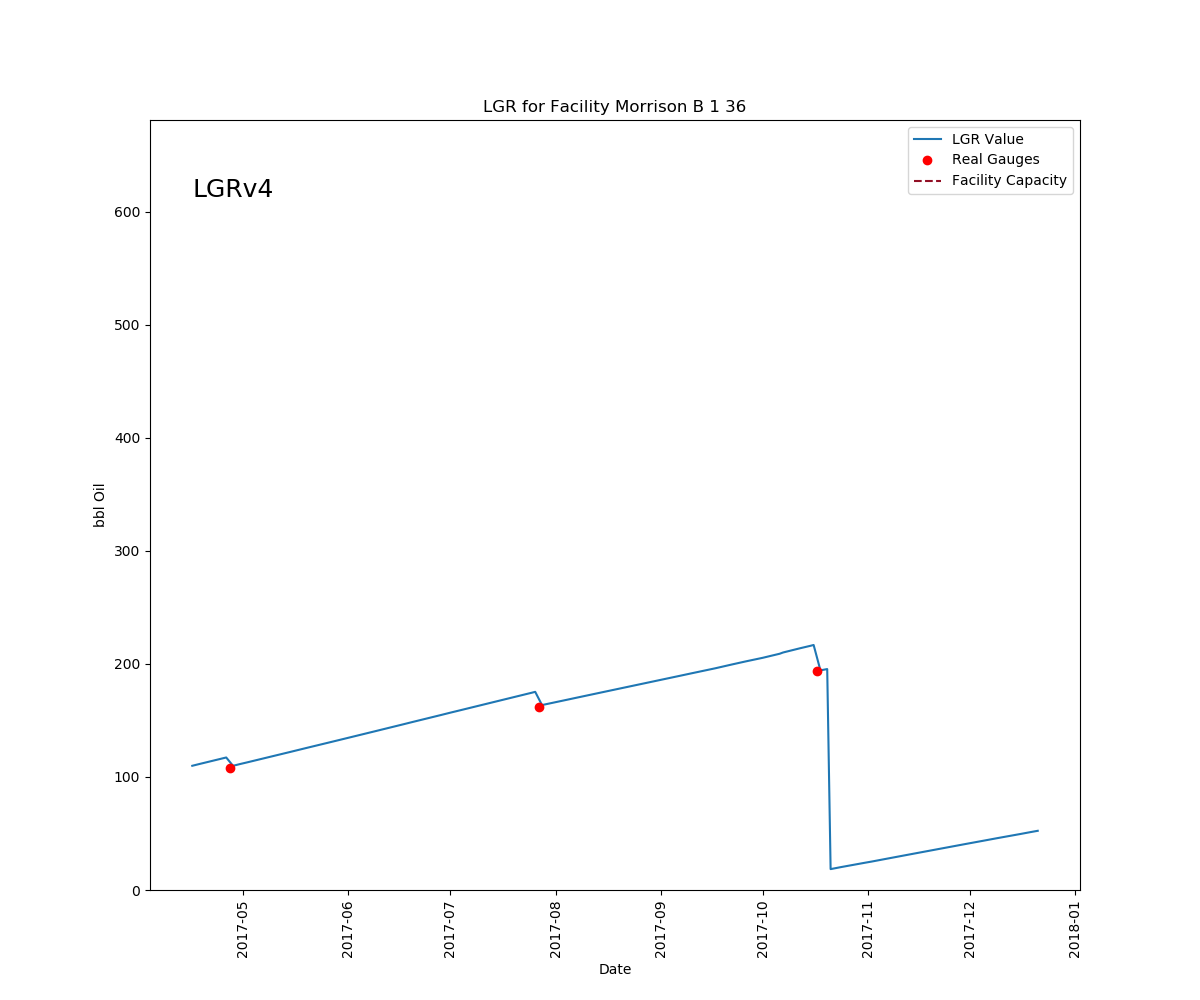 LGR for Facility Morrison B 1 36
LGRv4
LGR Value
Real Gauges
Facility Capacity
600
500
400
300
200
100
0
bbl Oil
2017-05
2017-06
2017-07
2017-08
2017-09
2017-10
2017-11
2017-12
2018-01
Date